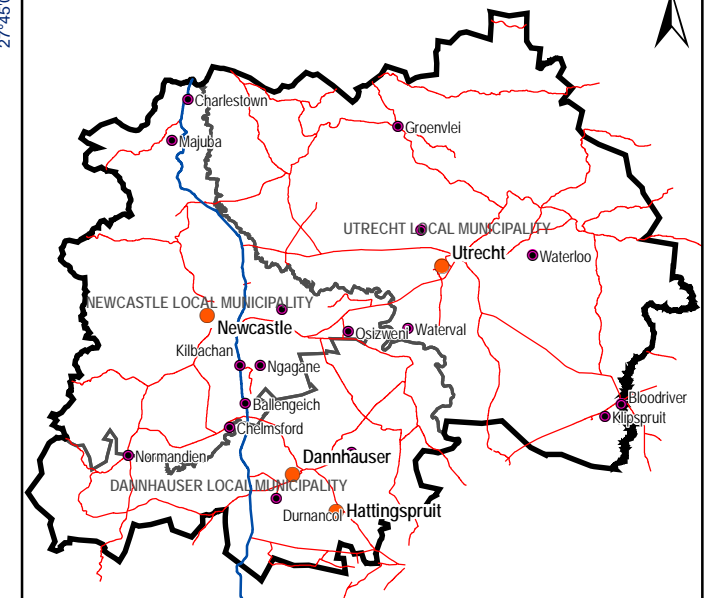 27°45'0
Charlestown
Groenvlei
Majuba
UTRECHT LOCAL MUNICIPALITY
Utrecht
Waterloo
NEWCASTLE LOCAL MUNICIPALITY
Newcastle
Osizweni
Waterval
Kilbachan
Ngagane
Ballengeich
Bloodriver
Klipspruit
Chelmsford
Normandien
Dannhauser
DANNHAUSER LOCAL MUNICIPALITY
Durnancol
Hattingspruit